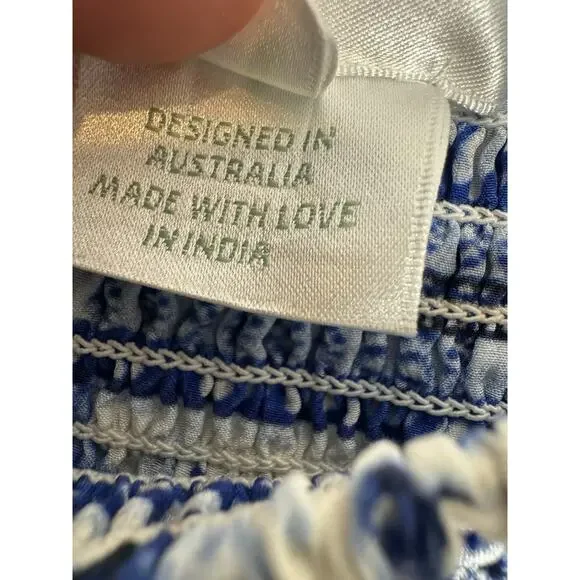 DESIGNED IN
AUSTRALIA
MADE WITH LOVE
IN INDIA